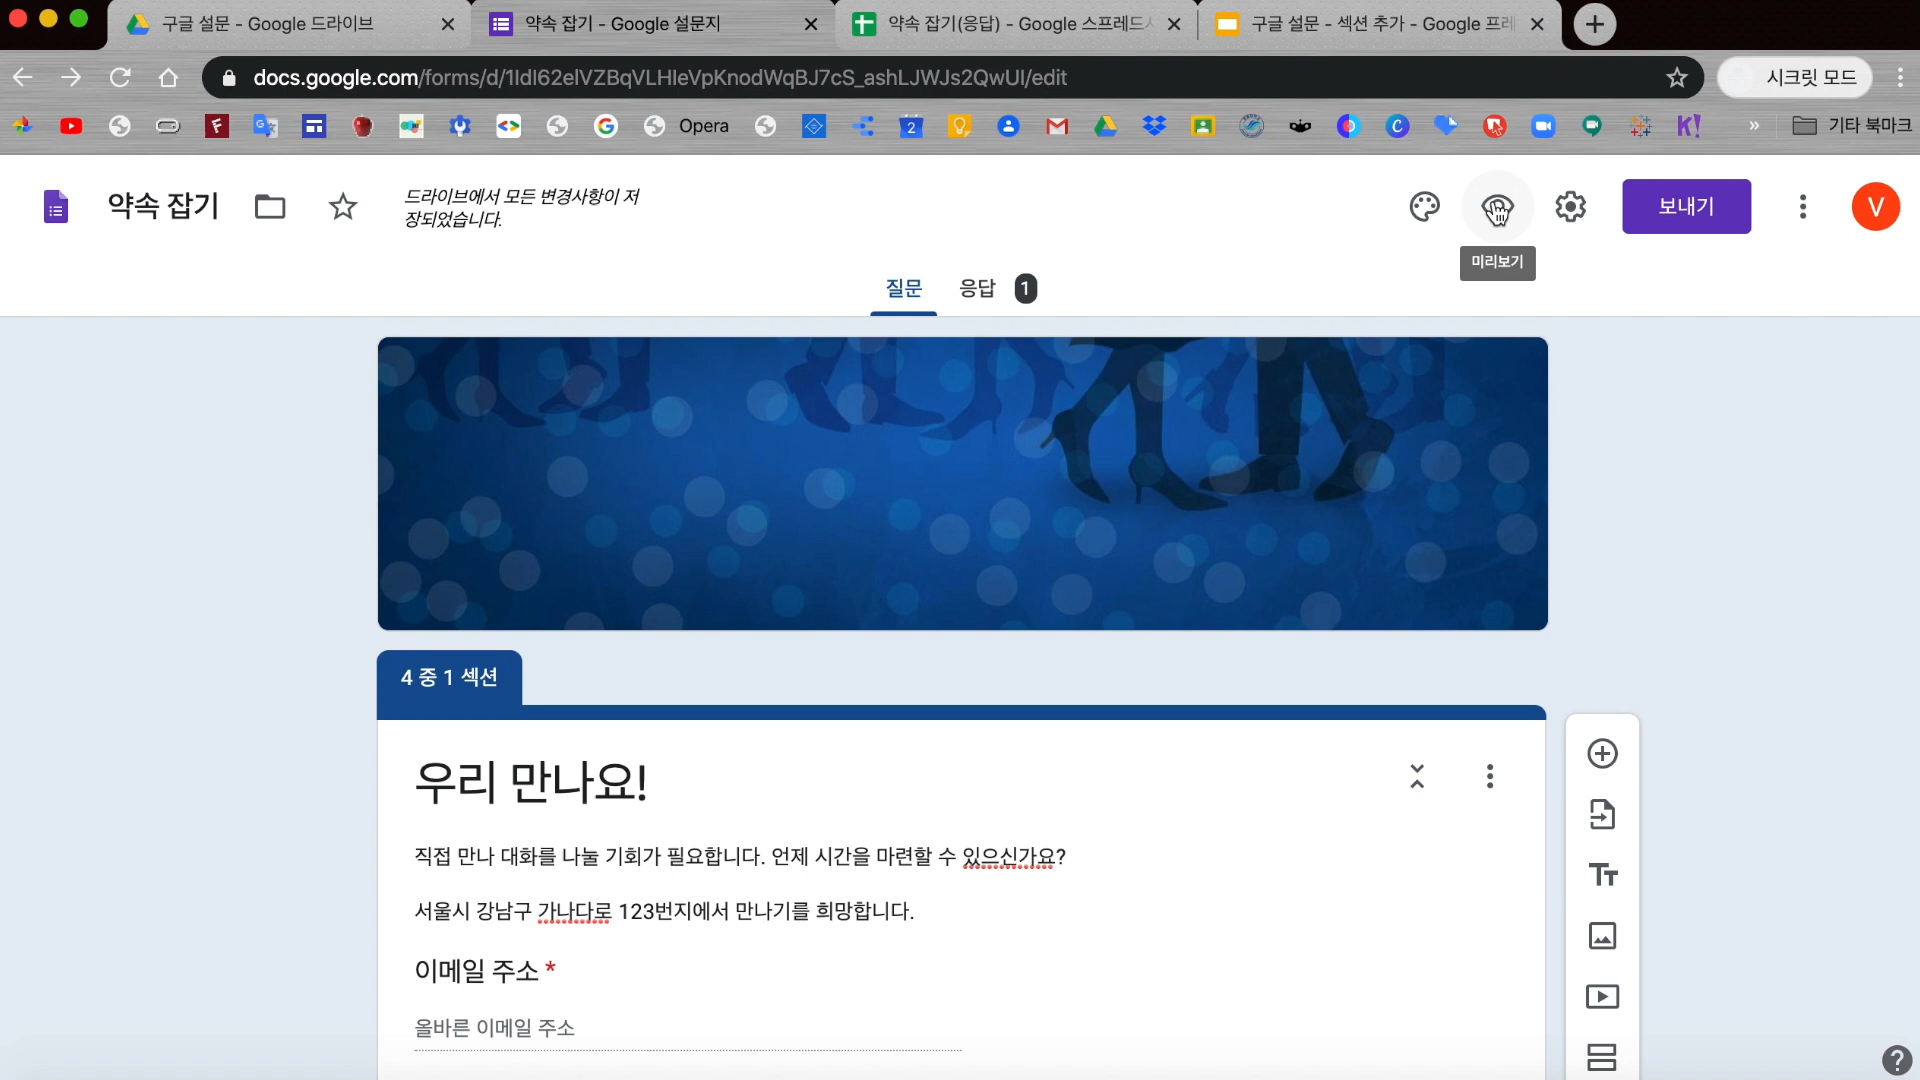 구글 설문 - Google 드라이브
약속 잡기 - Google 설문지
약속 잡기(응답) - Google 스프레드
구글 설문 - 섹션 추가 - Google 프레
docs.google.com/forms/d/1IdI62eIVZBqVLHIeVpKnodWqBJ7cS_ashLJWJs2QwUI/edit
시크릿 모드
Opera
2
K!
»
기타 북마크
약속 잡기
드라이브에서 모든 변경사항이 저
장되었습니다.
보내기
V
미리보기
질문
응답 1
4 중 1 섹션
우리 만나요!
직접 만나 대화를 나눌 기회가 필요합니다. 언제 시간을 마련할 수 있으신가요?
서울시 강남구 가나다로 123번지에서 만나기를 희망합니다.
이메일 주소 *
올바른 이메일 주소
Tт
?